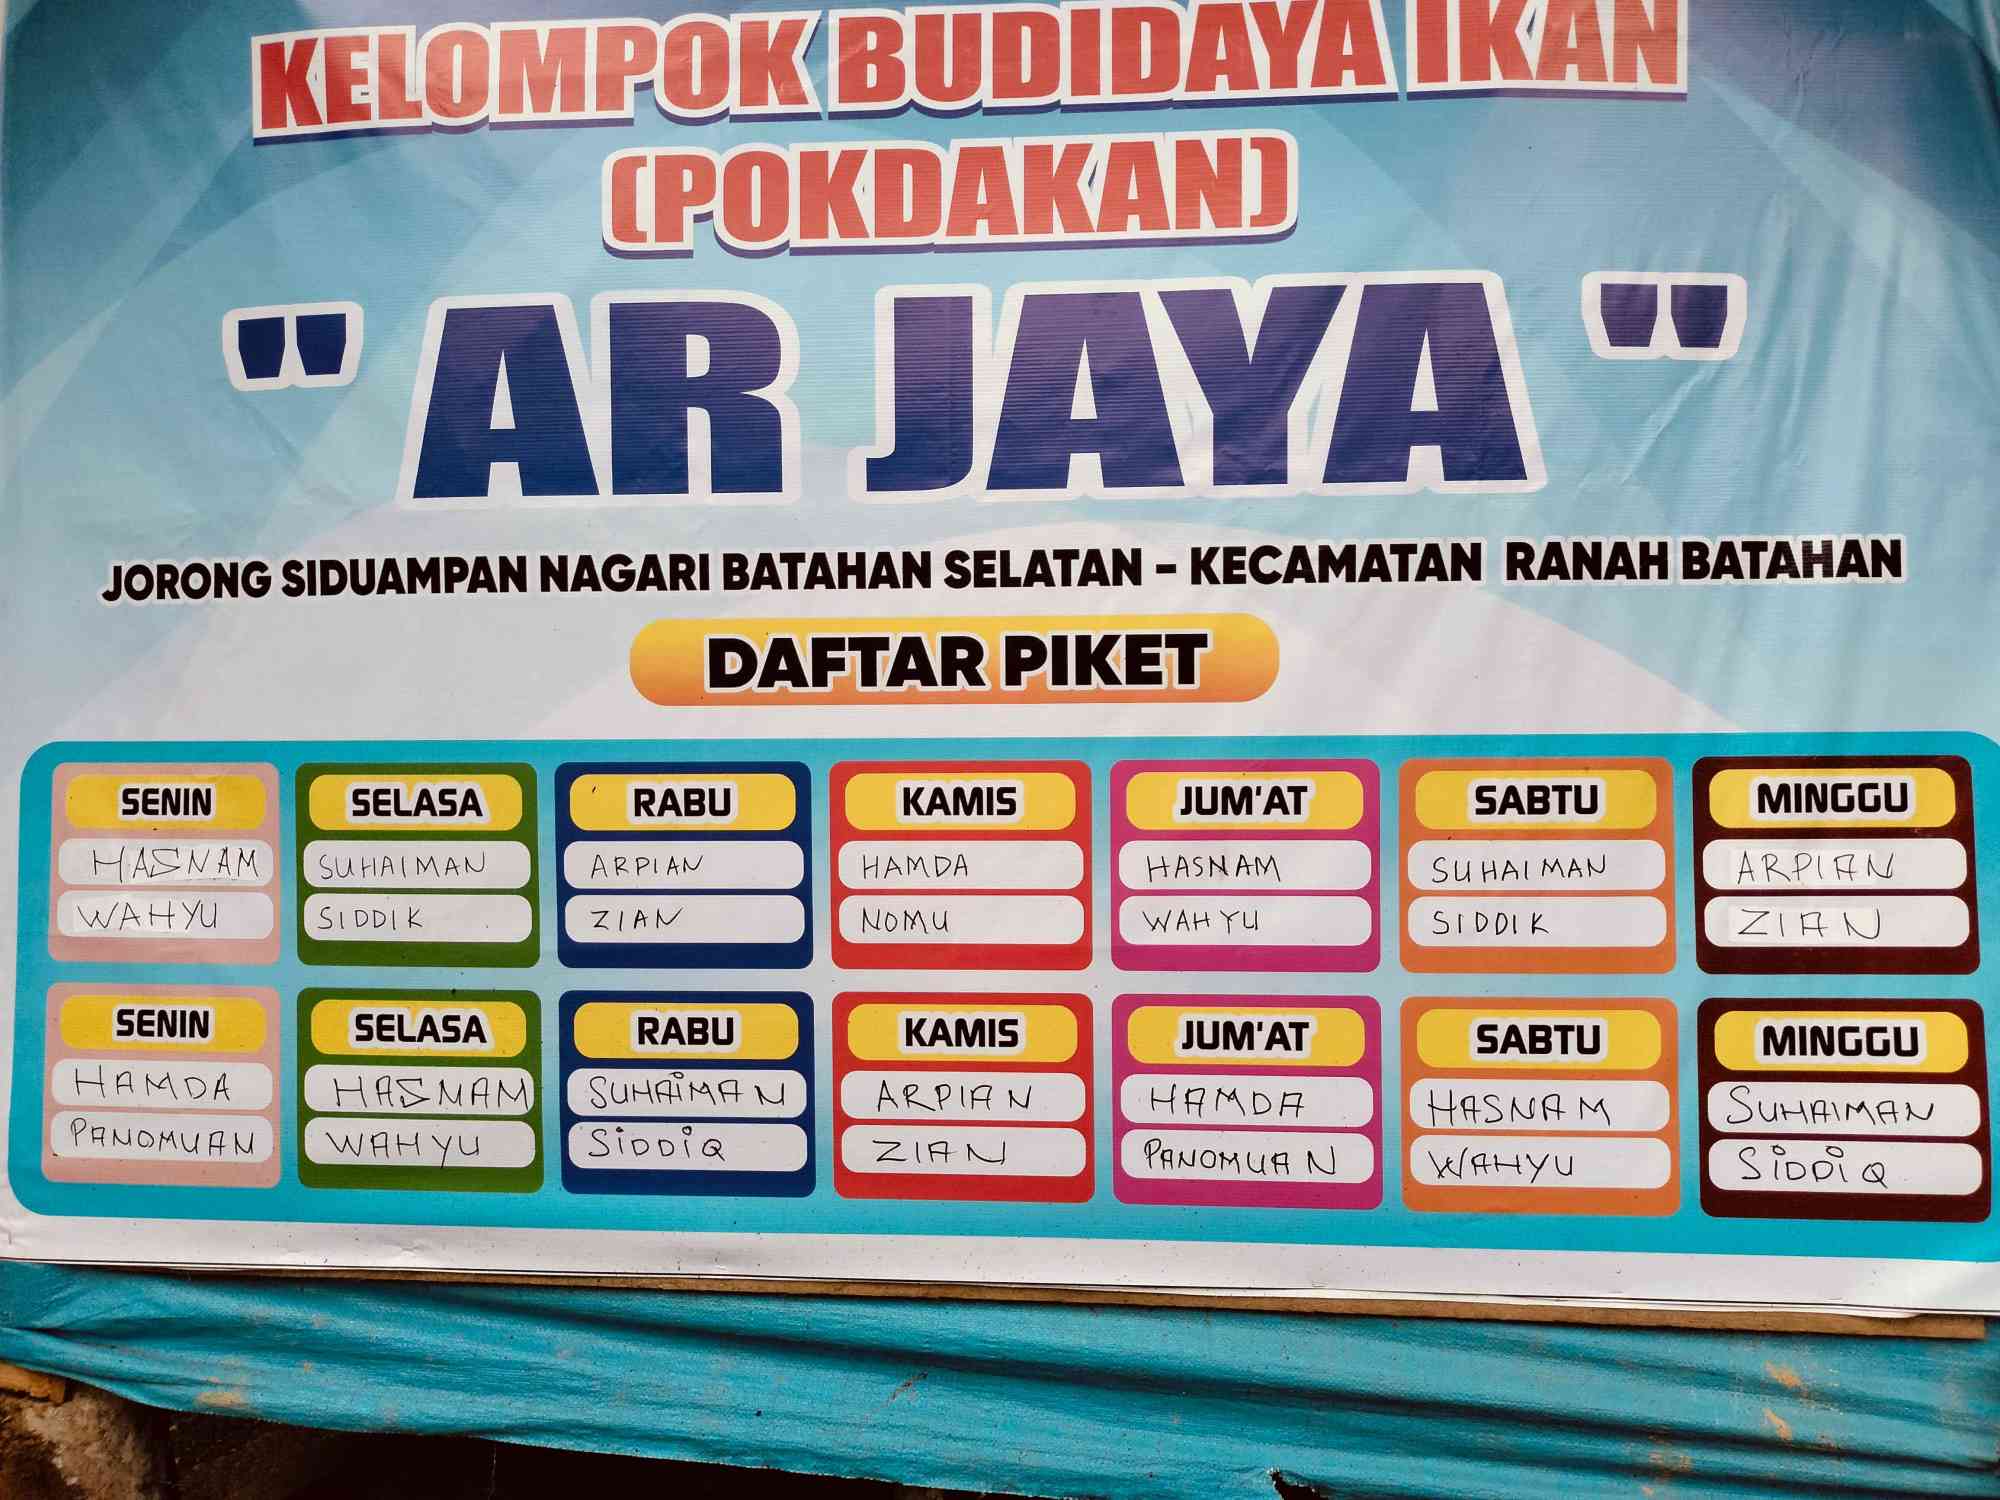 KELOMPOK BUDIDAYA IKAN
(POKDAKAN)
" AR JAYA "
JORONG SIDUAMPAN NAGARI BATAHAN SELATAN - KECAMATAN RANAH BATAHAN
DAFTAR PIKET
SENIN SELASA RABU KAMIS JUM'AT SABTU MINGGU
HASNAM SUHAIMAN ARPIAN HAMDA HASNAM SUHAIMAN ARPIAN
WAHYU SIDDIK ZIAN NOMU WAHYU SIDDIK ZIAN
SENIN SELASA RABU KAMIS JUM'AT SABTU MINGGU
HAMDA HASNAM SUHAIMAN ARPIAN HAMDA HASNAM SUHAIMAN
PANOMUAN WAHYU SIDDIQ ZIAN PANOMUAN WAHYU SIDDIQ